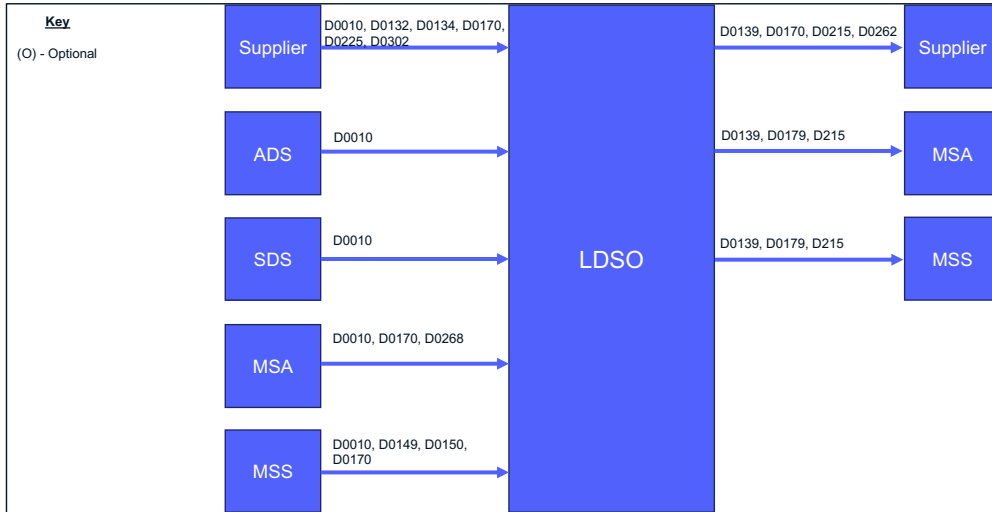 Key
(O) - Optional
Supplier
D0010, D0132, D0134, D0170,
D0225, D0302
LDSO
D0139, D0170, D0215, D0262
Supplier
ADS
D0010
D0139, D0179, D215
MSA
SDS
D0010
D0139, D0179, D215
MSS
MSA
D0010, D0170, D0268
MSS
D0010, D0149, D0150,
D0170